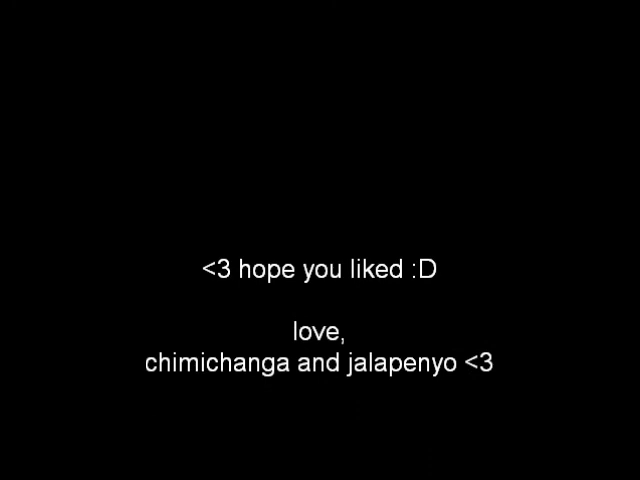 <3 hope you liked :D
love,
chimichanga and jalapenyo <3